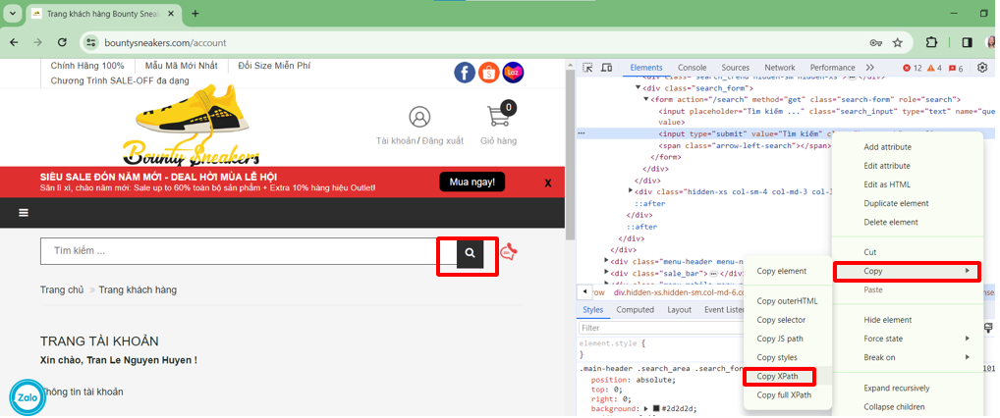 Trang khách hàng Bounty Sneak
bountysneakers.com/account
Chính Hãng 100%
Mẫu Mã Mới Nhất
Đổi Size Miễn Phí
Chương Trình SALE-OFF đa dạng
Laz
Bounty Sneakers
0
Tài khoản / Đăng xuất
Giỏ hàng
SIÊU SALE ĐÓN NĂM MỚI - DEAL HỜI MÙA LỄ HỘI
Săn lì xì, chào năm mới: Sale up to 60% toàn bộ sản phẩm + Extra 10% hàng hiệu Outlet!
Mua ngay!
X
Tìm kiếm ...
Trang chủ » Trang khách hàng
TRANG TÀI KHOẢN
Xin chào, Tran Le Nguyen Huyen !
Zalo
Thông tin tài khoản
Elements
Console
Sources
Network
Performance
»
12
4
6
<div class="search_trend hidden-sm hidden-xs">
</div>
<div class="search_form">
<form action="/search" method="get" class="search-form" role="search">
<input placeholder="Tìm kiếm ..." class="search_input" type="text" name="que
value>
<input type="submit" value="Tìm kiếm"
<span class="arrow-left-search"></span>
</form>
</div>
</div>
<div class="hidden-xs col-sm-4 col-md-3 col-l
::after
</div>
::after
</div>
</div>
<div class="menu-header menu-n
<div class="sale_bar">
row
div.hidden-xs.hidden-sm.col-md-6.co
Styles
Computed
Layout
Event Listen
Filter
element.style {
}
.main-header .search_area .search_fo
position: absolute;
top: 0;
right: 0;
background:
#2d2d2d;
Add attribute
Edit attribute
Edit as HTML
Duplicate element
Delete element
Cut
Copy
Paste
Hide element
Force state
Break on
Expand recursively
Collapse children
Copy element
Copy outerHTML
Copy selector
Copy JS path
Copy styles
Copy XPath
Copy full XPath